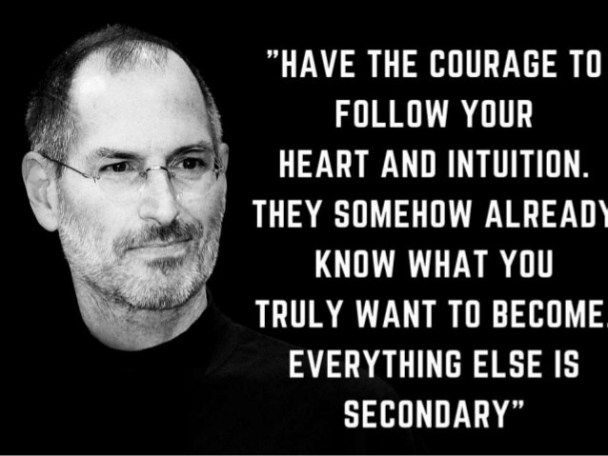 "HAVE THE COURAGE TO
FOLLOW YOUR
HEART AND INTUITION.
THEY SOMEHOW ALREADY
KNOW WHAT YOU
TRULY WANT TO BECOME.
EVERYTHING ELSE IS
SECONDARY"